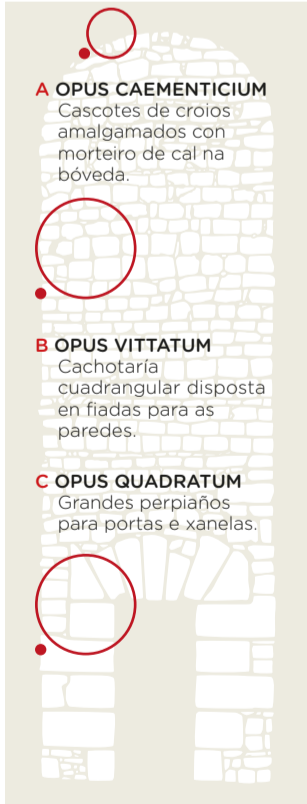 A OPUS CAEMENTICIUM
Cascotes de croios
amalgamados con
morteiro de cal na
bóveda.
B OPUS VITTATUM
Cachotaría
cuadrangular disposta
en fiadas para as
paredes.
C OPUS QUADRATUM
Grandes perpiaños
para portas e xanelas.